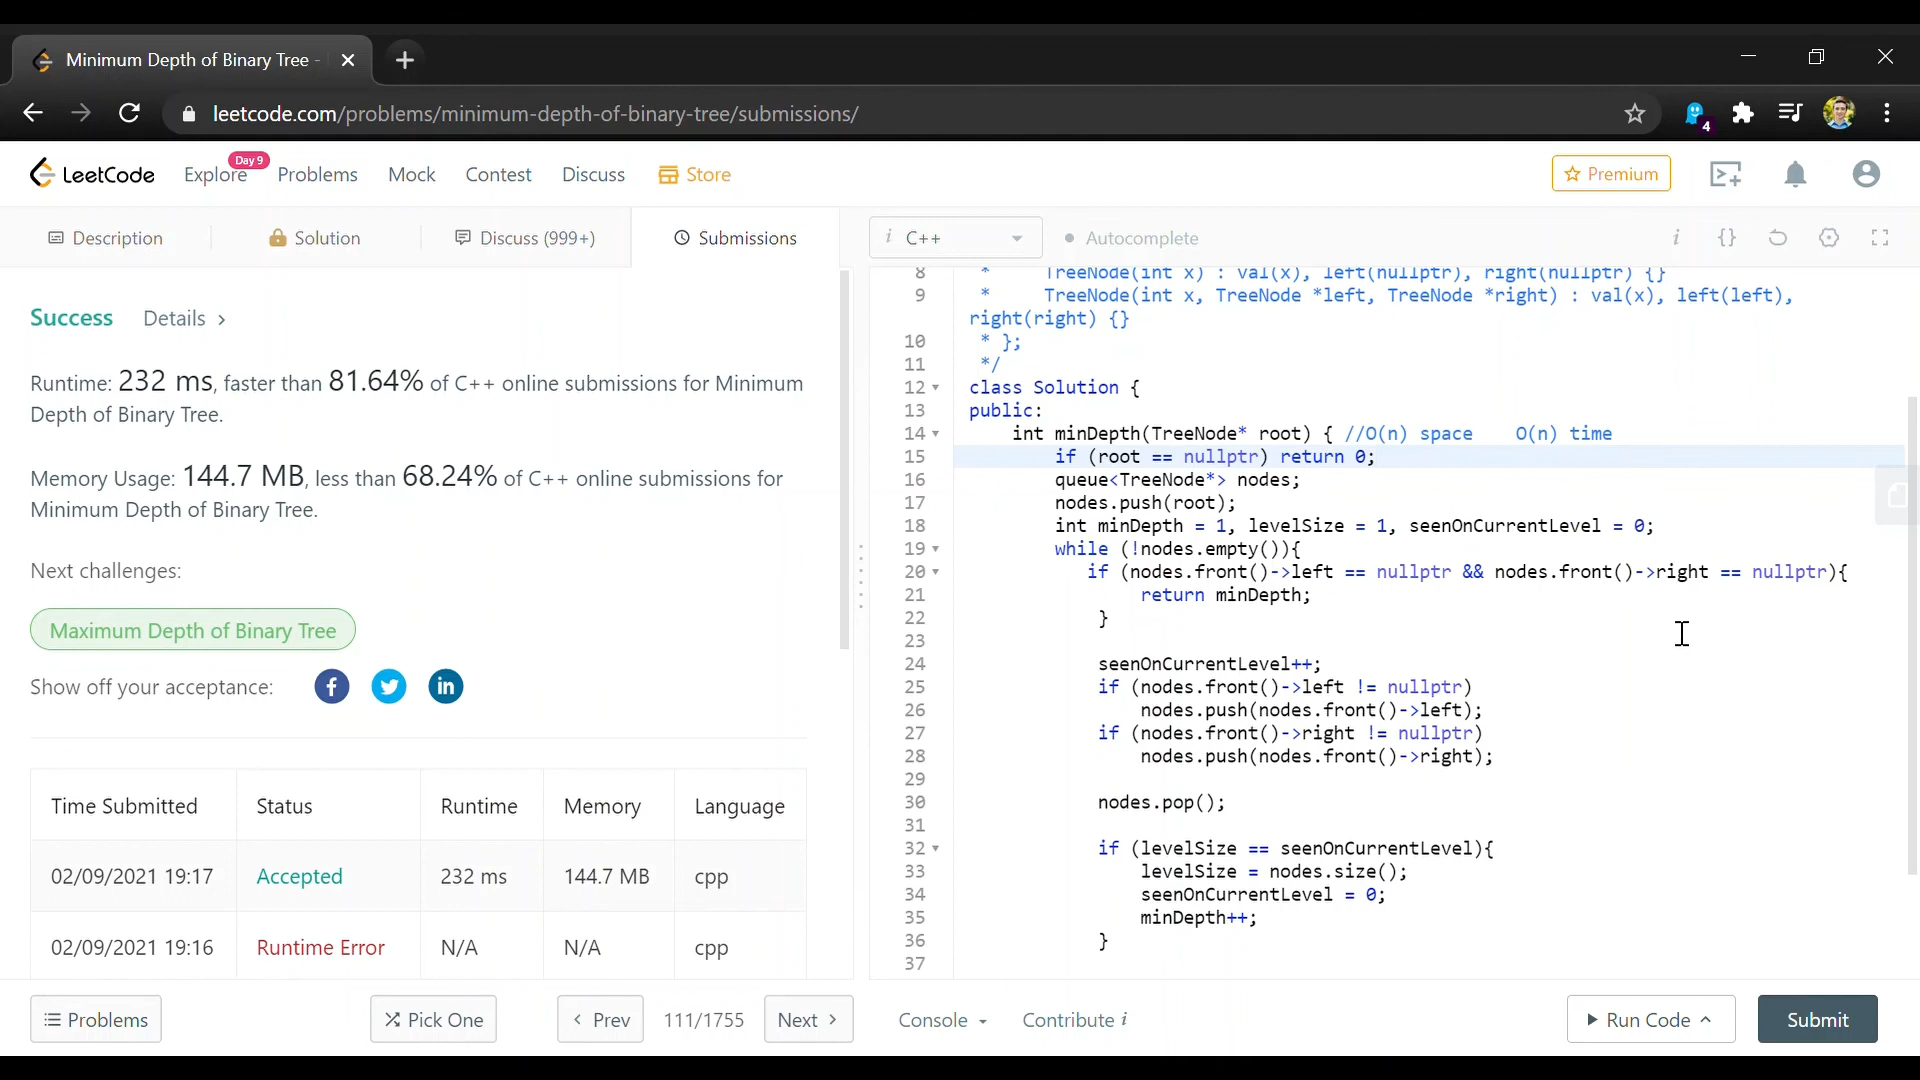 Minimum Depth of Binary Tree -
leetcode.com/problems/minimum-depth-of-binary-tree/submissions/
4
LeetCode
Explore
Day 9
Problems
Mock
Contest
Discuss
Store
Premium
Description
Solution
Discuss (999+)
Submissions
i C++
Autocomplete
i
{}
Success
Details >
Runtime: 232 ms, faster than 81.64% of C++ online submissions for Minimum
Depth of Binary Tree.
Memory Usage: 144.7 MB, less than 68.24% of C++ online submissions for
Minimum Depth of Binary Tree.
Next challenges:
Maximum Depth of Binary Tree
Show off your acceptance:
f
in
Time Submitted Status Runtime Memory Language
02/09/2021 19:17 Accepted 232 ms 144.7 MB cpp
02/09/2021 19:16 Runtime Error N/A N/A cpp
8 * TreeNode(int x) : val(x), left(nullptr), right(nullptr) {}
9 * TreeNode(int x, TreeNode *left, TreeNode *right) : val(x), left(left),
right(right) {}
10 * };
11 */
12 class Solution {
13 public:
14 int minDepth(TreeNode* root) { //O(n) space O(n) time
15 if (root == nullptr) return 0;
16 queue<TreeNode*> nodes;
17 nodes.push(root);
18 int minDepth = 1, levelSize = 1, seenOnCurrentLevel = 0;
19 while (!nodes.empty()){
20 if (nodes.front()->left == nullptr && nodes.front()->right == nullptr){
21 return minDepth;
22 }
23
24 seenOnCurrentLevel++;
25 if (nodes.front()->left != nullptr)
26 nodes.push(nodes.front()->left);
27 if (nodes.front()->right != nullptr)
28 nodes.push(nodes.front()->right);
29
30 nodes.pop();
31
32 if (levelSize == seenOnCurrentLevel){
33 levelSize = nodes.size();
34 seenOnCurrentLevel = 0;
35 minDepth++;
36 }
37
Problems
Pick One
< Prev
111/1755
Next >
Console
Contribute i
Run Code
Submit